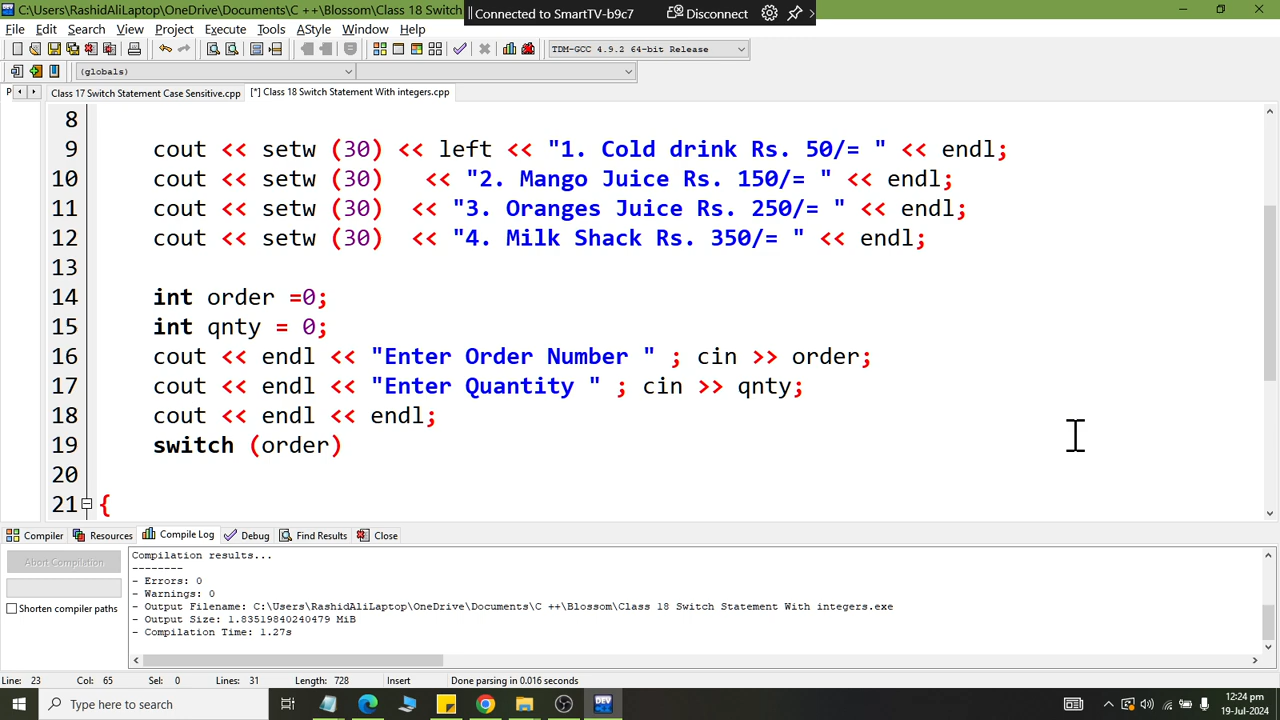 C:\Users\RashidAliLaptop\OneDrive\Documents\C ++\Blossom\Class 18 Switch
Connected to SmartTV-b9c7 Disconnect
File Edit Search View Project Execute Tools AStyle Window Help
TDM-GCC 4.9.2 64-bit Release
(globals)
P Class 17 Switch Statement Case Sensitive.cpp [*] Class 18 Switch Statement With integers.cpp
8
9 cout << setw (30) << left << "1. Cold drink Rs. 50/= " << endl;
10 cout << setw (30) << "2. Mango Juice Rs. 150/= " << endl;
11 cout << setw (30) << "3. Oranges Juice Rs. 250/= " << endl;
12 cout << setw (30) << "4. Milk Shack Rs. 350/= " << endl;
13
14 int order =0;
15 int qnty = 0;
16 cout << endl << "Enter Order Number " ; cin >> order;
17 cout << endl << "Enter Quantity " ; cin >> qnty;
18 cout << endl << endl;
19 switch (order)
20
21 {
Compiler Resources Compile Log Debug Find Results Close
Abort Compilation
Shorten compiler paths
Compilation results...
--------
- Errors: 0
- Warnings: 0
- Output Filename: C:\Users\RashidAliLaptop\OneDrive\Documents\C ++\Blossom\Class 18 Switch Statement With integers.exe
- Output Size: 1.83519840240479 MiB
- Compilation Time: 1.27s
Line: 23 Col: 65 Sel: 0 Lines: 31 Length: 728 Insert Done parsing in 0.016 seconds
Type here to search
DEV
12:24 pm
19-Jul-2024